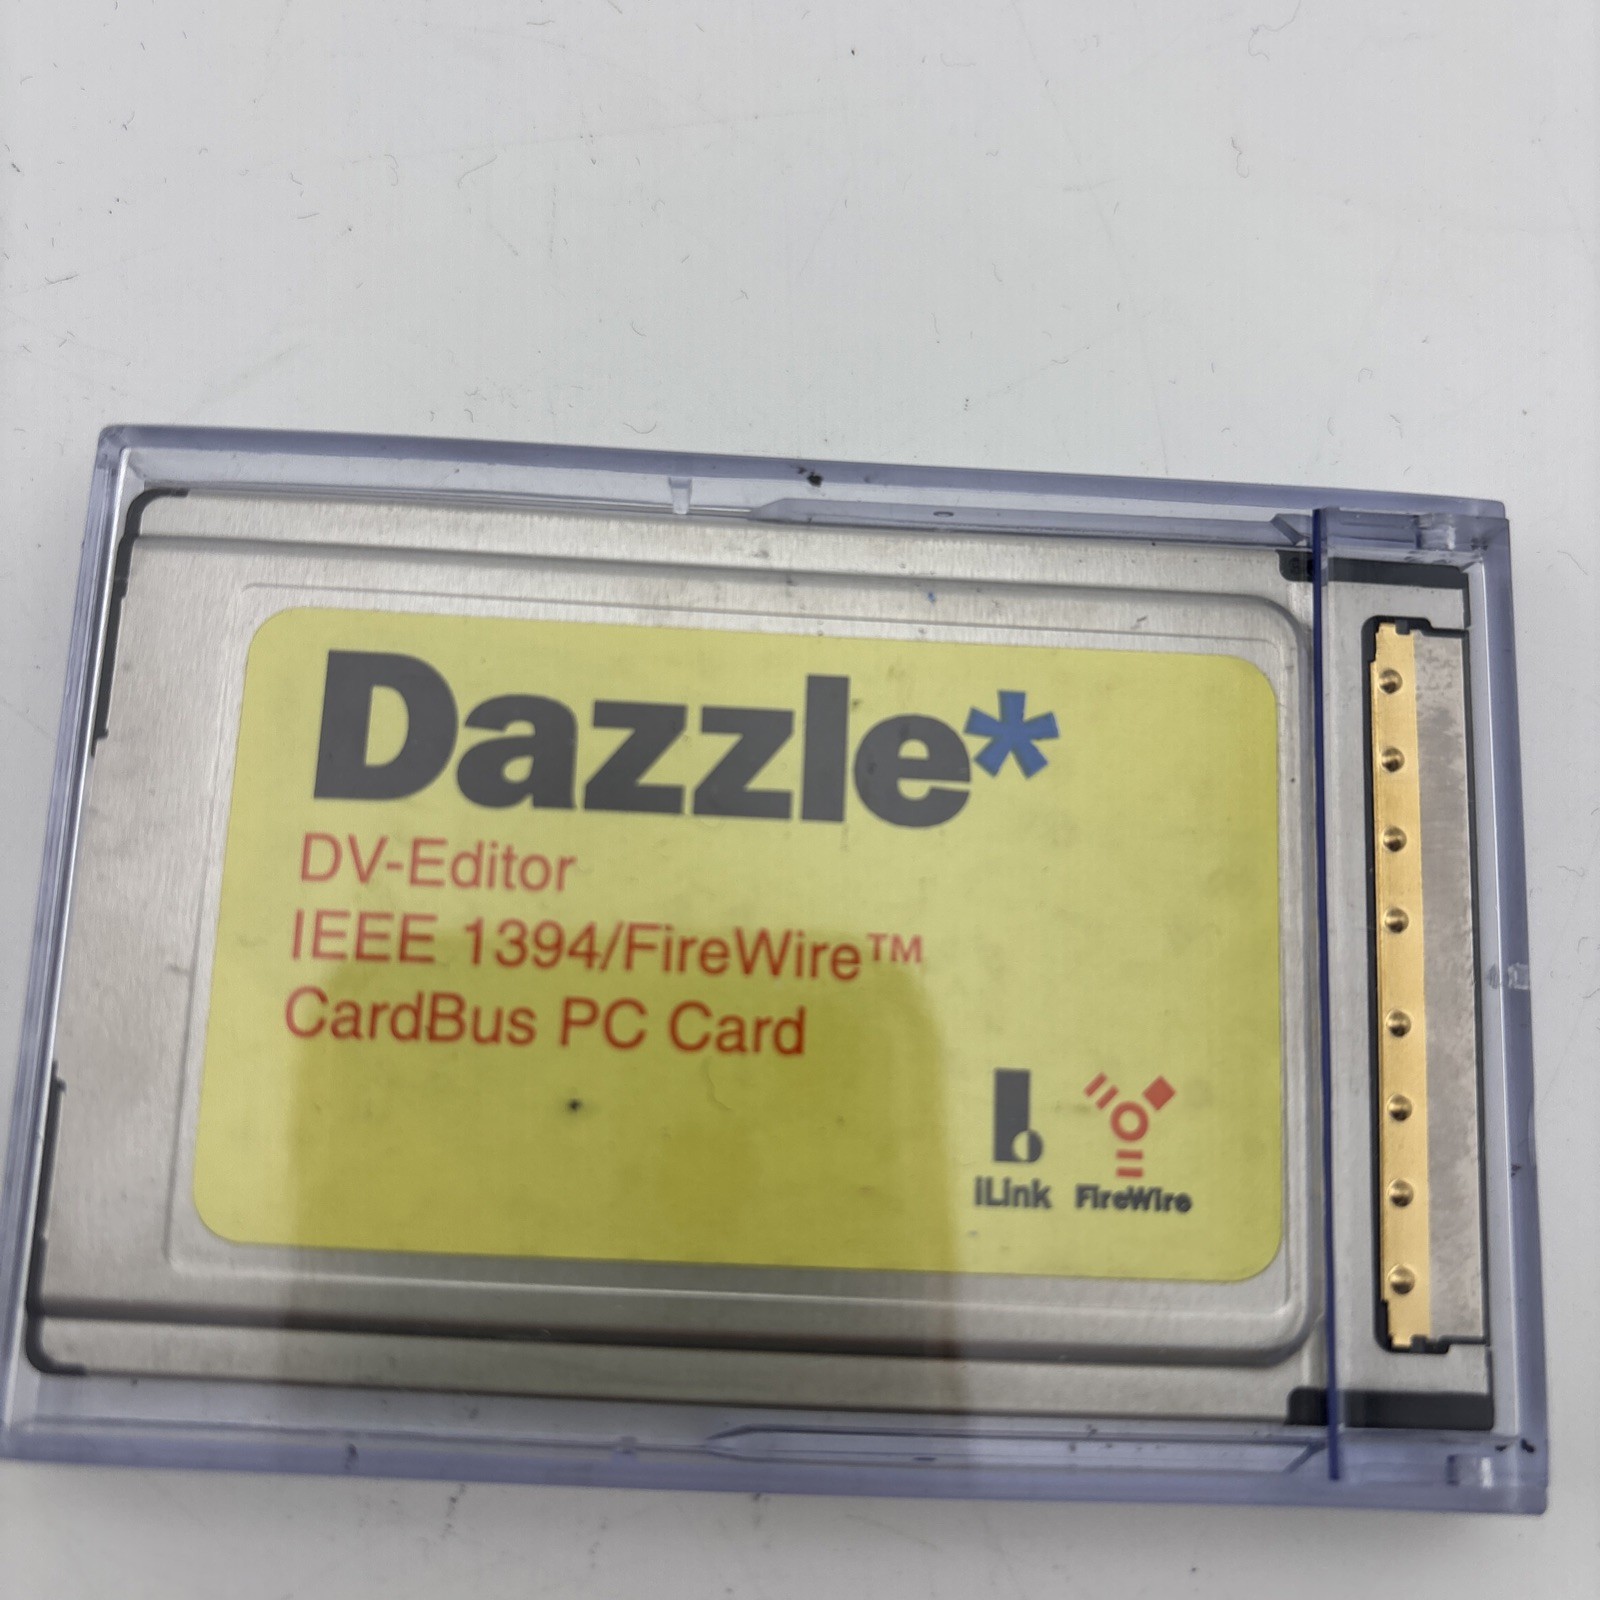 Dazzle*
DV-Editor
IEEE 1394/FireWire™
CardBus PC Card
iLink FireWire